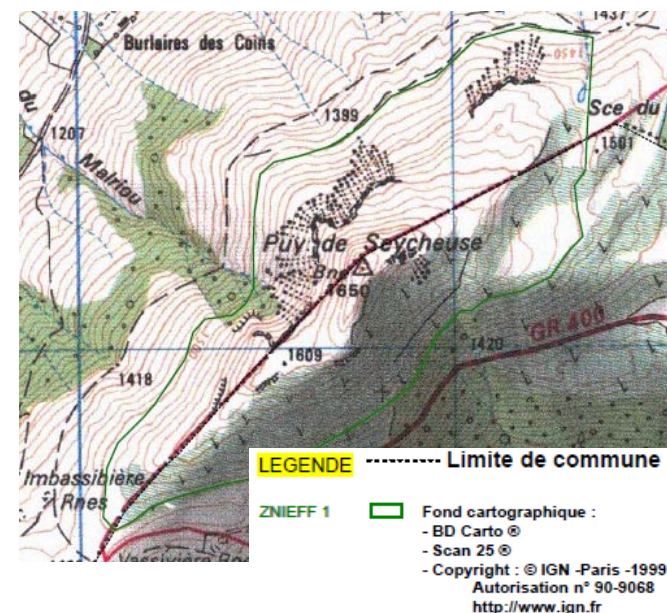 1437
Burlaires des Coins
1450
1399
Sce du
du
1207
1501
Malriou
Puy de Seycheuse
Bne
1650
1500
1609
1420
GR 400
1418
Imbassibière
Rnes
LEGENDE ---------- Limite de commune
ZNIEFF 1
Fond cartographique :
- BD Carto ®
- Scan 25 ®
- Copyright : © IGN -Paris -1999
Autorisation n° 90-9068
http://www.ign.fr